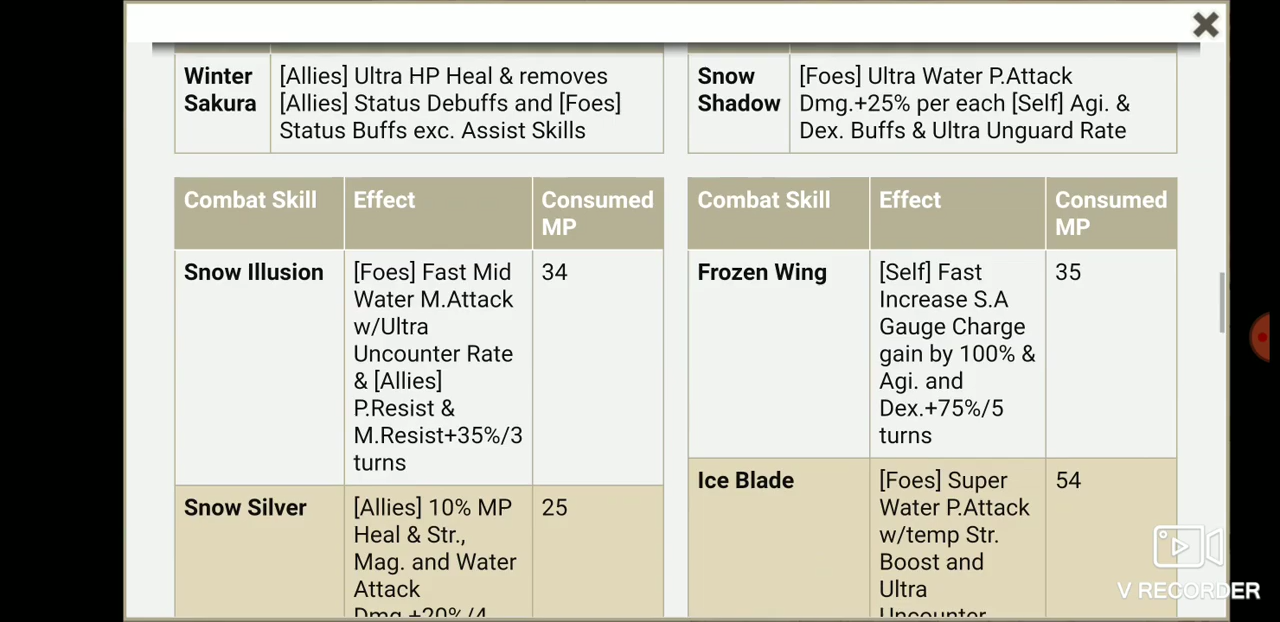 Winter
Sakura
[Allies] Ultra HP Heal & removes
[Allies] Status Debuffs and [Foes]
Status Buffs exc. Assist Skills
Snow
Shadow
[Foes] Ultra Water P.Attack
Dmg.+25% per each [Self] Agi. &
Dex. Buffs & Ultra Unguard Rate
Combat Skill
Effect
Consumed
MP
Snow Illusion
[Foes] Fast Mid
Water M.Attack
w/Ultra
Uncounter Rate
& [Allies]
P.Resist &
M.Resist+35%/3
turns
34
Snow Silver
[Allies] 10% MP
Heal & Str.,
Mag. and Water
Attack
Dmg.+20%/4
25
Combat Skill
Effect
Consumed
MP
Frozen Wing
[Self] Fast
Increase S.A
Gauge Charge
gain by 100% &
Agi. and
Dex.+75%/5
turns
35
Ice Blade
[Foes] Super
Water P.Attack
w/temp Str.
Boost and
Ultra
Uncounter
54
V RECORDER